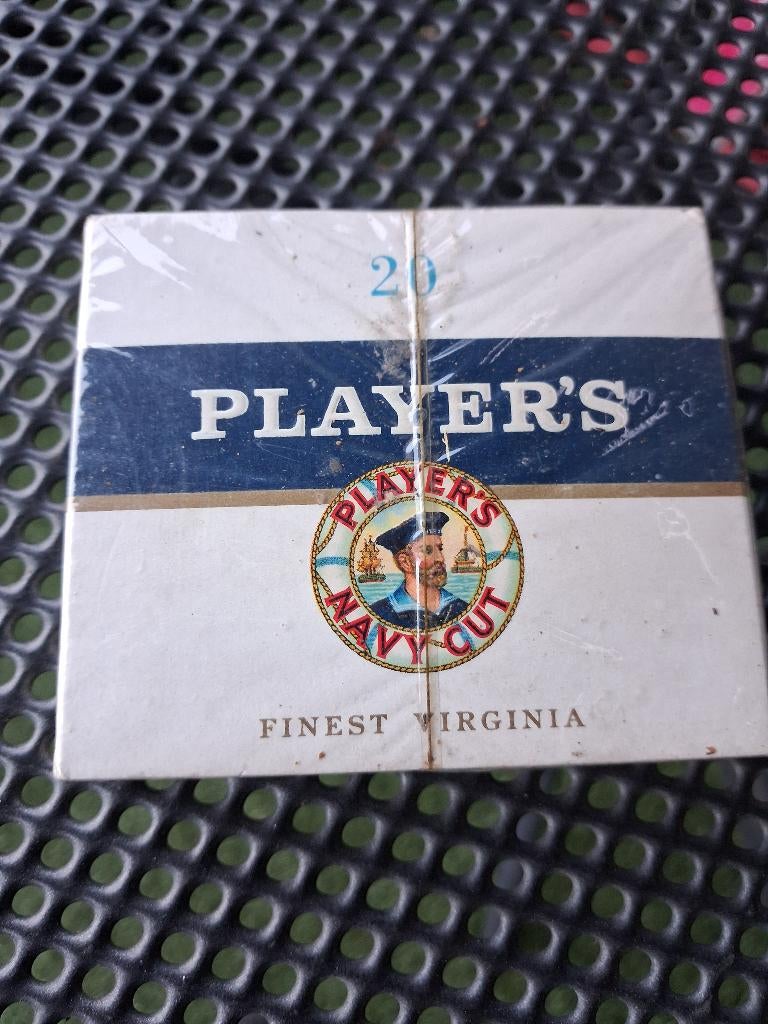 20
PLAYER'S
PLAYER'S
NAVY CUT
FINEST VIRGINIA